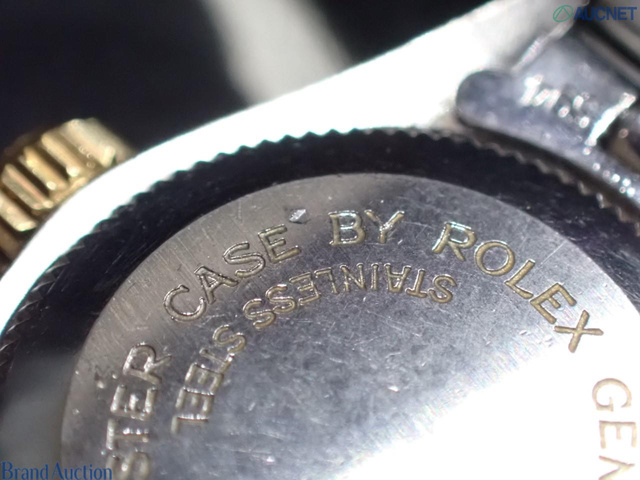 AUCNET
STER CASE BY ROLEX GEN
STAINLESS STEEL
Brand Auction